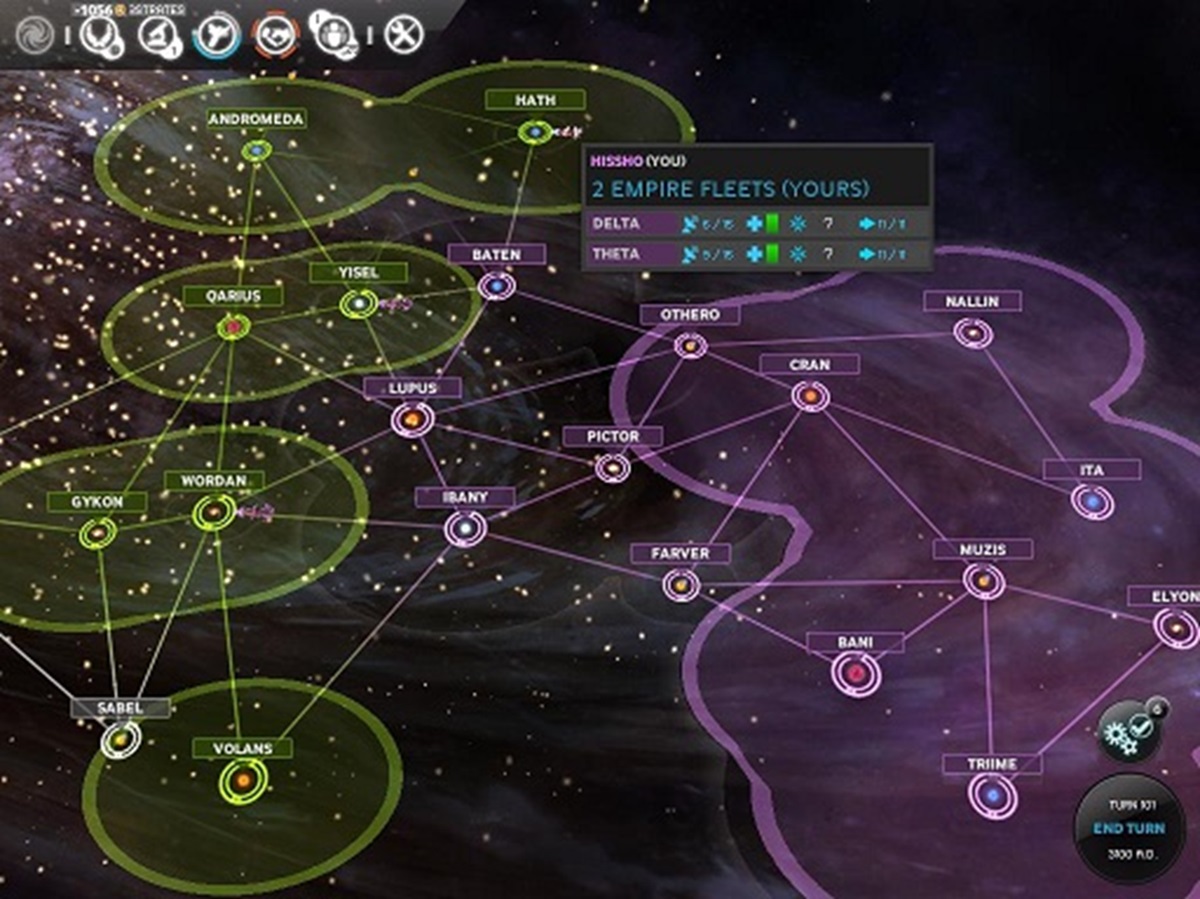 ANDROMEDA
HATH
HISSHO (YOU)
2 EMPIRE FLEETS (YOURS)
DELTA
?
THETA
?
BATEN
YISEL
QARIUS
NALLIN
OTHERO
CRAN
LUPUS
PICTOR
ITA
WORDAN
GYKON
IBANY
FARVER
MUZIS
ELYON
BANI
SABEL
VOLANS
TRIIME
TURN 101
END TURN